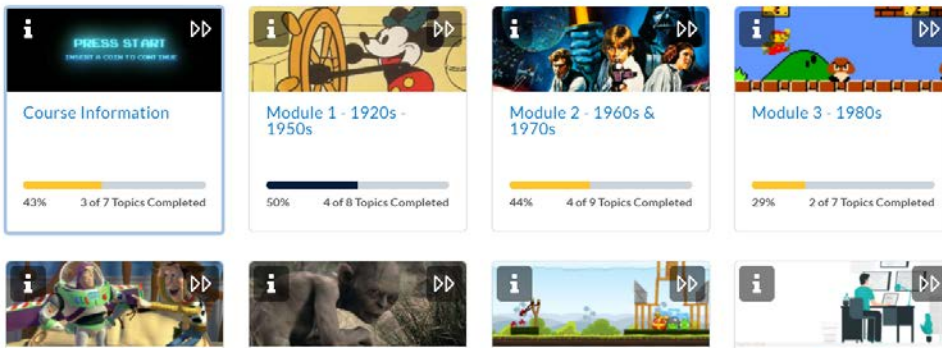 PRESS START
INSERT A COIN TO CONTINUE
Course Information
43% 3 of 7 Topics Completed
Module 1 - 1920s -
1950s
50% 4 of 8 Topics Completed
Module 2 - 1960s &
1970s
44% 4 of 9 Topics Completed
Module 3 - 1980s
29% 2 of 7 Topics Completed